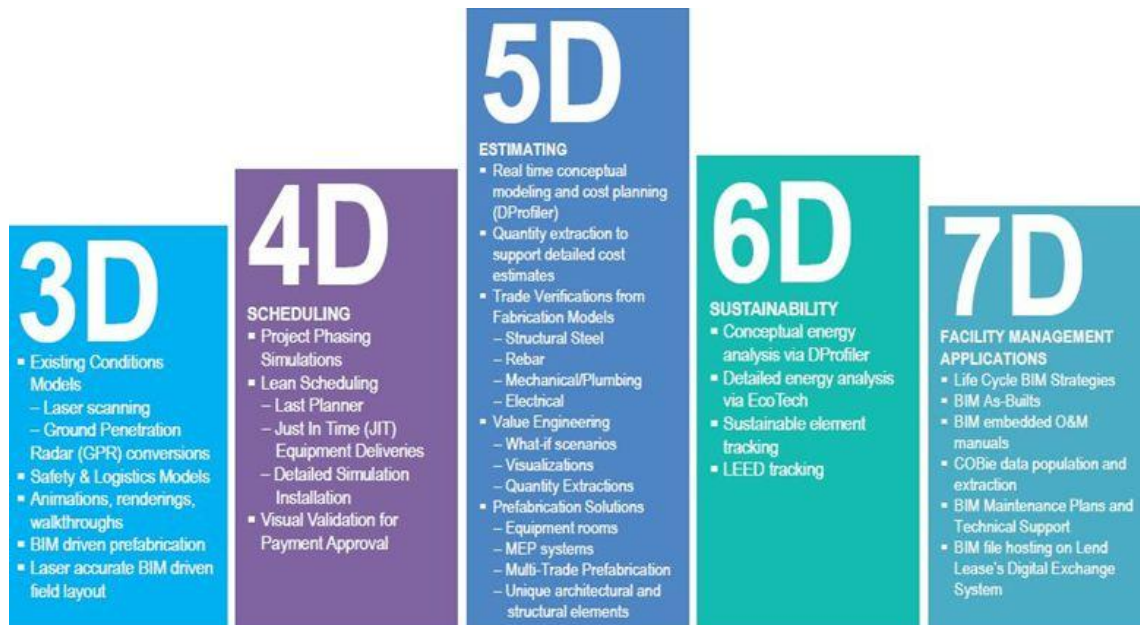 3D
▪ Existing Conditions
Models
– Laser scanning
– Ground Penetration
Radar (GPR) conversions
▪ Safety & Logistics Models
▪ Animations, renderings,
walkthroughs
▪ BIM driven prefabrication
▪ Laser accurate BIM driven
field layout
4D
SCHEDULING
▪ Project Phasing
Simulations
▪ Lean Scheduling
– Last Planner
– Just In Time (JIT)
Equipment Deliveries
– Detailed Simulation
Installation
▪ Visual Validation for
Payment Approval
5D
ESTIMATING
▪ Real time conceptual
modeling and cost planning
(DProfiler)
▪ Quantity extraction to
support detailed cost
estimates
▪ Trade Verifications from
Fabrication Models
– Structural Steel
– Rebar
– Mechanical/Plumbing
– Electrical
▪ Value Engineering
– What-if scenarios
– Visualizations
– Quantity Extractions
▪ Prefabrication Solutions
– Equipment rooms
– MEP systems
– Multi-Trade Prefabrication
– Unique architectural and
structural elements
6D
SUSTAINABILITY
▪ Conceptual energy
analysis via DProfiler
▪ Detailed energy analysis
via EcoTech
▪ Sustainable element
tracking
▪ LEED tracking
7D
FACILITY MANAGEMENT
APPLICATIONS
▪ Life Cycle BIM Strategies
▪ BIM As-Builts
▪ BIM embedded O&M
manuals
▪ COBie data population and
extraction
▪ BIM Maintenance Plans and
Technical Support
▪ BIM file hosting on Lend
Lease's Digital Exchange
System